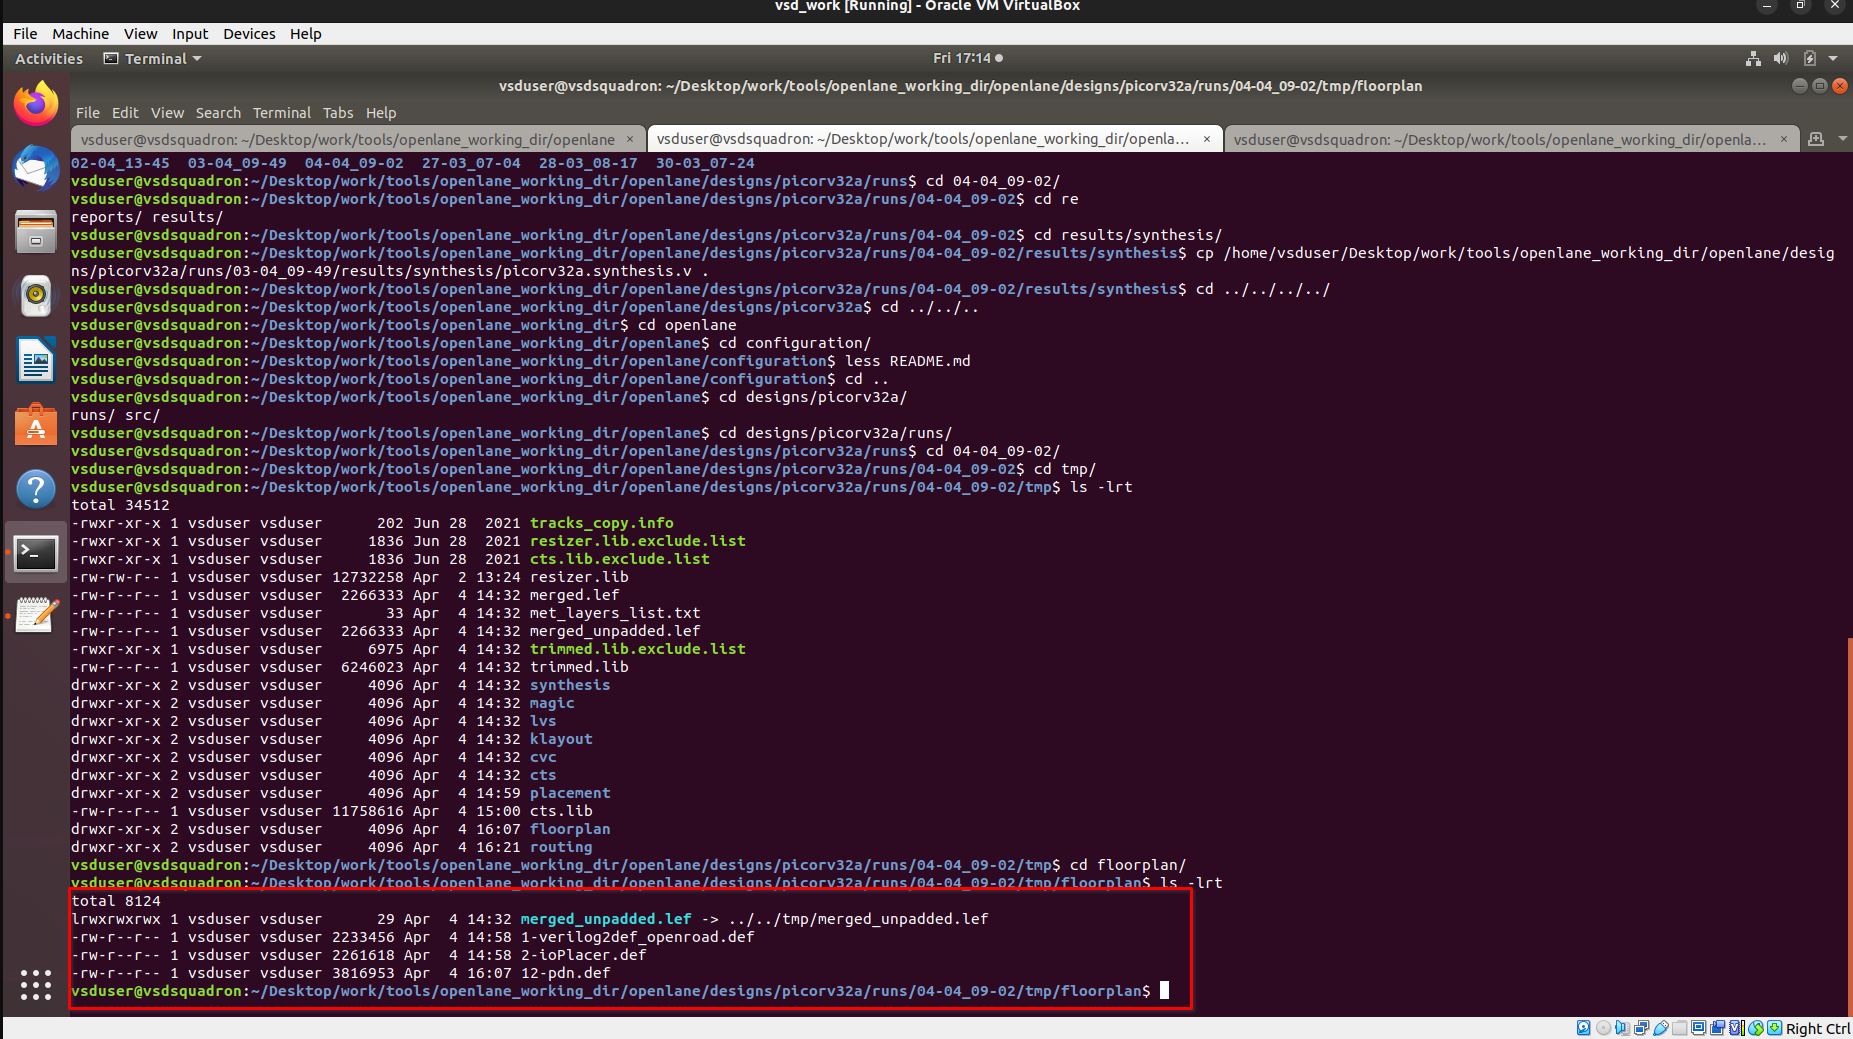 vsd_work [Running] - Oracle VM VirtualBox
File Machine View Input Devices Help
Activities Terminal Fri 17:14
vsduser@vsdsquadron: ~/Desktop/work/tools/openlane_working_dir/openlane/designs/picorv32a/runs/04-04_09-02/tmp/floorplan
File Edit View Search Terminal Tabs Help
vsduser@vsdsquadron: ~/Desktop/work/tools/openlane_working_dir/openlane × vsduser@vsdsquadron: ~/Desktop/work/tools/openlane_working_dir/openla... × vsduser@vsdsquadron: ~/Desktop/work/tools/openlane_working_dir/openla... ×
02-04_13-45 03-04_09-49 04-04_09-02 27-03_07-04 28-03_08-17 30-03_07-24
vsduser@vsdsquadron:~/Desktop/work/tools/openlane_working_dir/openlane/designs/picorv32a/runs$ cd 04-04_09-02/
vsduser@vsdsquadron:~/Desktop/work/tools/openlane_working_dir/openlane/designs/picorv32a/runs/04-04_09-02$ cd re
reports/ results/
vsduser@vsdsquadron:~/Desktop/work/tools/openlane_working_dir/openlane/designs/picorv32a/runs/04-04_09-02$ cd results/synthesis/
vsduser@vsdsquadron:~/Desktop/work/tools/openlane_working_dir/openlane/designs/picorv32a/runs/04-04_09-02/results/synthesis$ cp /home/vsduser/Desktop/work/tools/openlane_working_dir/openlane/desig
ns/picorv32a/runs/03-04_09-49/results/synthesis/picorv32a.synthesis.v .
vsduser@vsdsquadron:~/Desktop/work/tools/openlane_working_dir/openlane/designs/picorv32a/runs/04-04_09-02/results/synthesis$ cd ../../../../
vsduser@vsdsquadron:~/Desktop/work/tools/openlane_working_dir/openlane/designs/picorv32a$ cd ../../..
vsduser@vsdsquadron:~/Desktop/work/tools/openlane_working_dir$ cd openlane
vsduser@vsdsquadron:~/Desktop/work/tools/openlane_working_dir/openlane$ cd configuration/
vsduser@vsdsquadron:~/Desktop/work/tools/openlane_working_dir/openlane/configuration$ less README.md
vsduser@vsdsquadron:~/Desktop/work/tools/openlane_working_dir/openlane/configuration$ cd ..
vsduser@vsdsquadron:~/Desktop/work/tools/openlane_working_dir/openlane$ cd designs/picorv32a/
runs/ src/
vsduser@vsdsquadron:~/Desktop/work/tools/openlane_working_dir/openlane$ cd designs/picorv32a/runs/
vsduser@vsdsquadron:~/Desktop/work/tools/openlane_working_dir/openlane/designs/picorv32a/runs$ cd 04-04_09-02/
vsduser@vsdsquadron:~/Desktop/work/tools/openlane_working_dir/openlane/designs/picorv32a/runs/04-04_09-02$ cd tmp/
vsduser@vsdsquadron:~/Desktop/work/tools/openlane_working_dir/openlane/designs/picorv32a/runs/04-04_09-02/tmp$ ls -lrt
total 34512
-rwxr-xr-x 1 vsduser vsduser 202 Jun 28 2021 tracks_copy.info
-rwxr-xr-x 1 vsduser vsduser 1836 Jun 28 2021 resizer.lib.exclude.list
-rwxr-xr-x 1 vsduser vsduser 1836 Jun 28 2021 cts.lib.exclude.list
-rw-rw-r-- 1 vsduser vsduser 12732258 Apr 2 13:24 resizer.lib
-rw-r--r-- 1 vsduser vsduser 2266333 Apr 4 14:32 merged.lef
-rw-r--r-- 1 vsduser vsduser 33 Apr 4 14:32 met_layers_list.txt
-rw-r--r-- 1 vsduser vsduser 2266333 Apr 4 14:32 merged_unpadded.lef
-rwxr-xr-x 1 vsduser vsduser 6975 Apr 4 14:32 trimmed.lib.exclude.list
-rw-r--r-- 1 vsduser vsduser 6246023 Apr 4 14:32 trimmed.lib
drwxr-xr-x 2 vsduser vsduser 4096 Apr 4 14:32 synthesis
drwxr-xr-x 2 vsduser vsduser 4096 Apr 4 14:32 magic
drwxr-xr-x 2 vsduser vsduser 4096 Apr 4 14:32 lvs
drwxr-xr-x 2 vsduser vsduser 4096 Apr 4 14:32 klayout
drwxr-xr-x 2 vsduser vsduser 4096 Apr 4 14:32 cvc
drwxr-xr-x 2 vsduser vsduser 4096 Apr 4 14:32 cts
drwxr-xr-x 2 vsduser vsduser 4096 Apr 4 14:59 placement
-rw-r--r-- 1 vsduser vsduser 11758616 Apr 4 15:00 cts.lib
drwxr-xr-x 2 vsduser vsduser 4096 Apr 4 16:07 floorplan
drwxr-xr-x 2 vsduser vsduser 4096 Apr 4 16:21 routing
vsduser@vsdsquadron:~/Desktop/work/tools/openlane_working_dir/openlane/designs/picorv32a/runs/04-04_09-02/tmp$ cd floorplan/
vsduser@vsdsquadron:~/Desktop/work/tools/openlane_working_dir/openlane/designs/picorv32a/runs/04-04_09-02/tmp/floorplan$ ls -lrt
total 8124
lrwxrwxrwx 1 vsduser vsduser 29 Apr 4 14:32 merged_unpadded.lef -> ../../tmp/merged_unpadded.lef
-rw-r--r-- 1 vsduser vsduser 2233456 Apr 4 14:58 1-verilog2def_openroad.def
-rw-r--r-- 1 vsduser vsduser 2261618 Apr 4 14:58 2-ioPlacer.def
-rw-r--r-- 1 vsduser vsduser 3816953 Apr 4 16:07 12-pdn.def
vsduser@vsdsquadron:~/Desktop/work/tools/openlane_working_dir/openlane/designs/picorv32a/runs/04-04_09-02/tmp/floorplan$
Right Ctrl